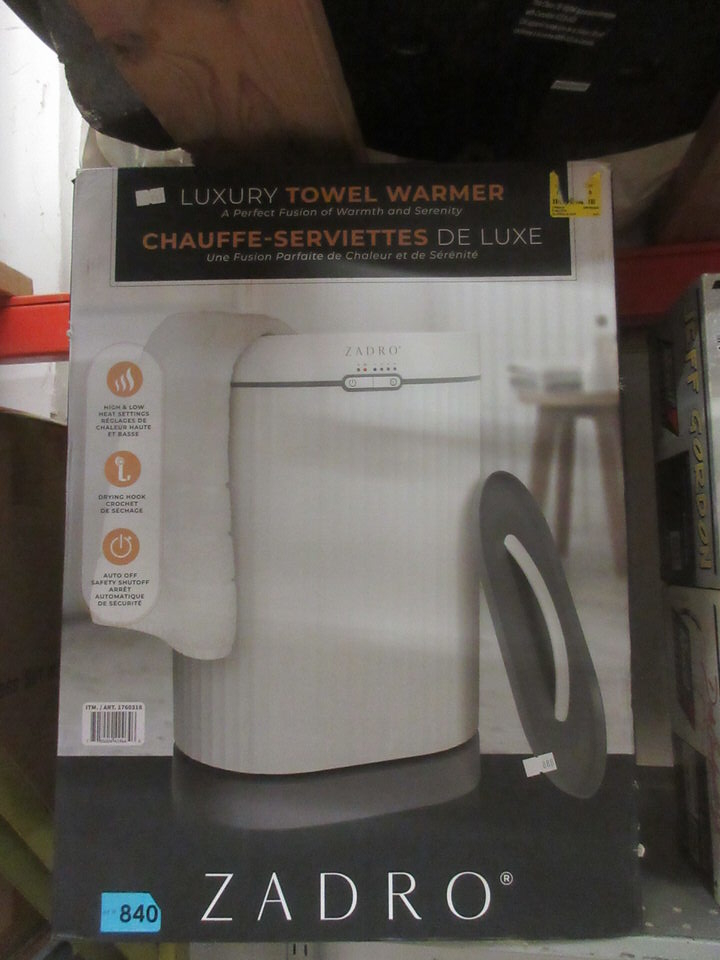 LUXURY TOWEL WARMER
A Perfect Fusion of Warmth and Serenity
CHAUFFE-SERVIETTES DE LUXE
Une Fusion Parfaite de Chaleur et de Sérénité
ZADRO®
HIGH & LOW
HEAT SETTINGS
RÉGLAGES DE
CHALEUR HAUTE
ET BASSE
DRYING HOOK
CROCHET
DE SÉCHAGE
AUTO OFF
SAFETY SHUTOFF
ARRÊT
AUTOMATIQUE
DE SÉCURITÉ
ITM. / ART. 1760318
ZADRO®
840
JEFF GORDON